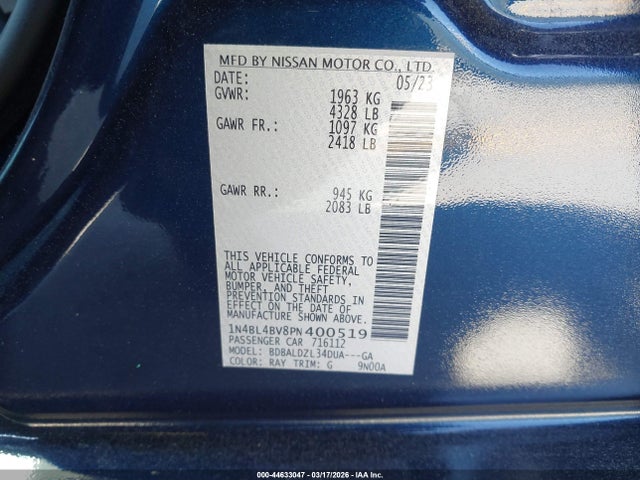 MFD BY NISSAN MOTOR CO., LTD.
DATE: 05/23
GVWR: 1963 KG
4328 LB
GAWR FR.: 1097 KG
2418 LB
GAWR RR.: 945 KG
2083 LB
THIS VEHICLE CONFORMS TO
ALL APPLICABLE FEDERAL
MOTOR VEHICLE SAFETY,
BUMPER, AND THEFT
PREVENTION STANDARDS IN
EFFECT ON THE DATE OF
MANUFACTURE SHOWN ABOVE.
1N4BL4BV8PN400519
PASSENGER CAR 716112
MODEL: BDBALDZL34DUA---GA
COLOR: RAY TRIM: G 9N00A
000-44633047 — 03/17/2026 — IAA Inc.